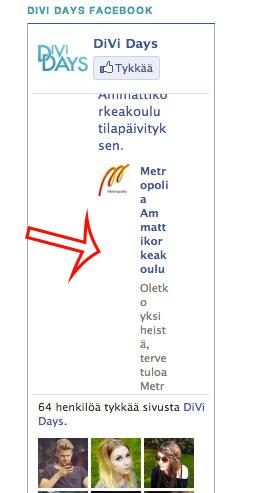 DIVI DAYS FACEBOOK
DiVi
DAYS
DiVi Days
Tykkää
Ammattiko
rkeakoulu
tilapäivityk
sen.
Metropolia
Metr
opoli
a
Am
matt
ikor
keak
oulu
Oletk
o
yksi
heist
ä,
terve
tuloa
Metr
64 henkilöä tykkää sivusta DiVi
Days.